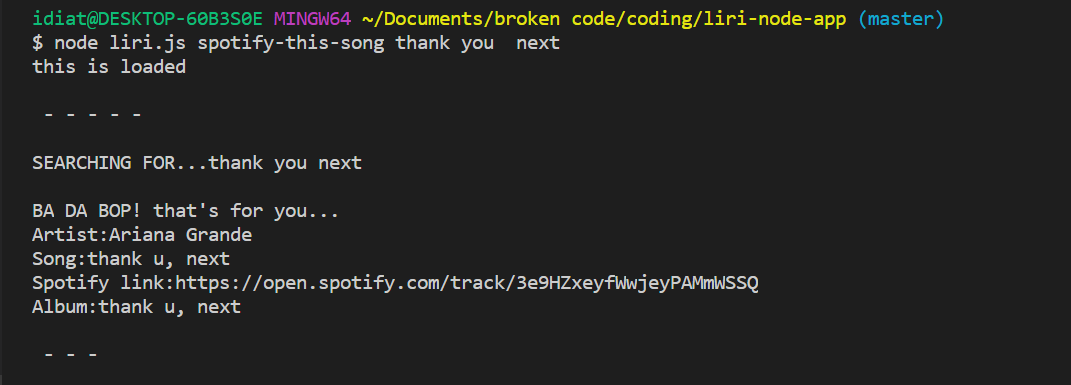 idiat@DESKTOP-60B3S0E MINGW64 ~/Documents/broken code/coding/liri-node-app (master)
$ node liri.js spotify-this-song thank you  next
this is loaded
- - - - -
SEARCHING FOR...thank you next
BA DA BOP! that's for you...
Artist:Ariana Grande
Song:thank u, next
Spotify link:https://open.spotify.com/track/3e9HZxeyfWwjeyPAMmWSSQ
Album:thank u, next
- - -